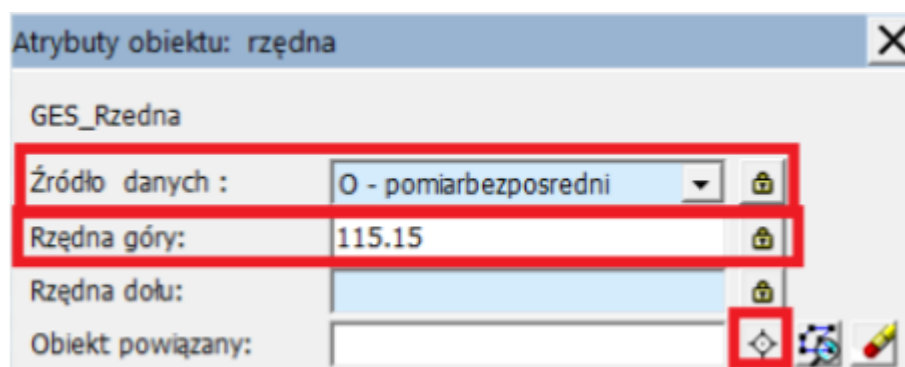 Atrybuty obiektu: rzędna
GES_Rzedna
Źródło danych : O - pomiarbezposredni
Rzędna góry: 115.15
Rzędna dołu:
Obiekt powiązany: